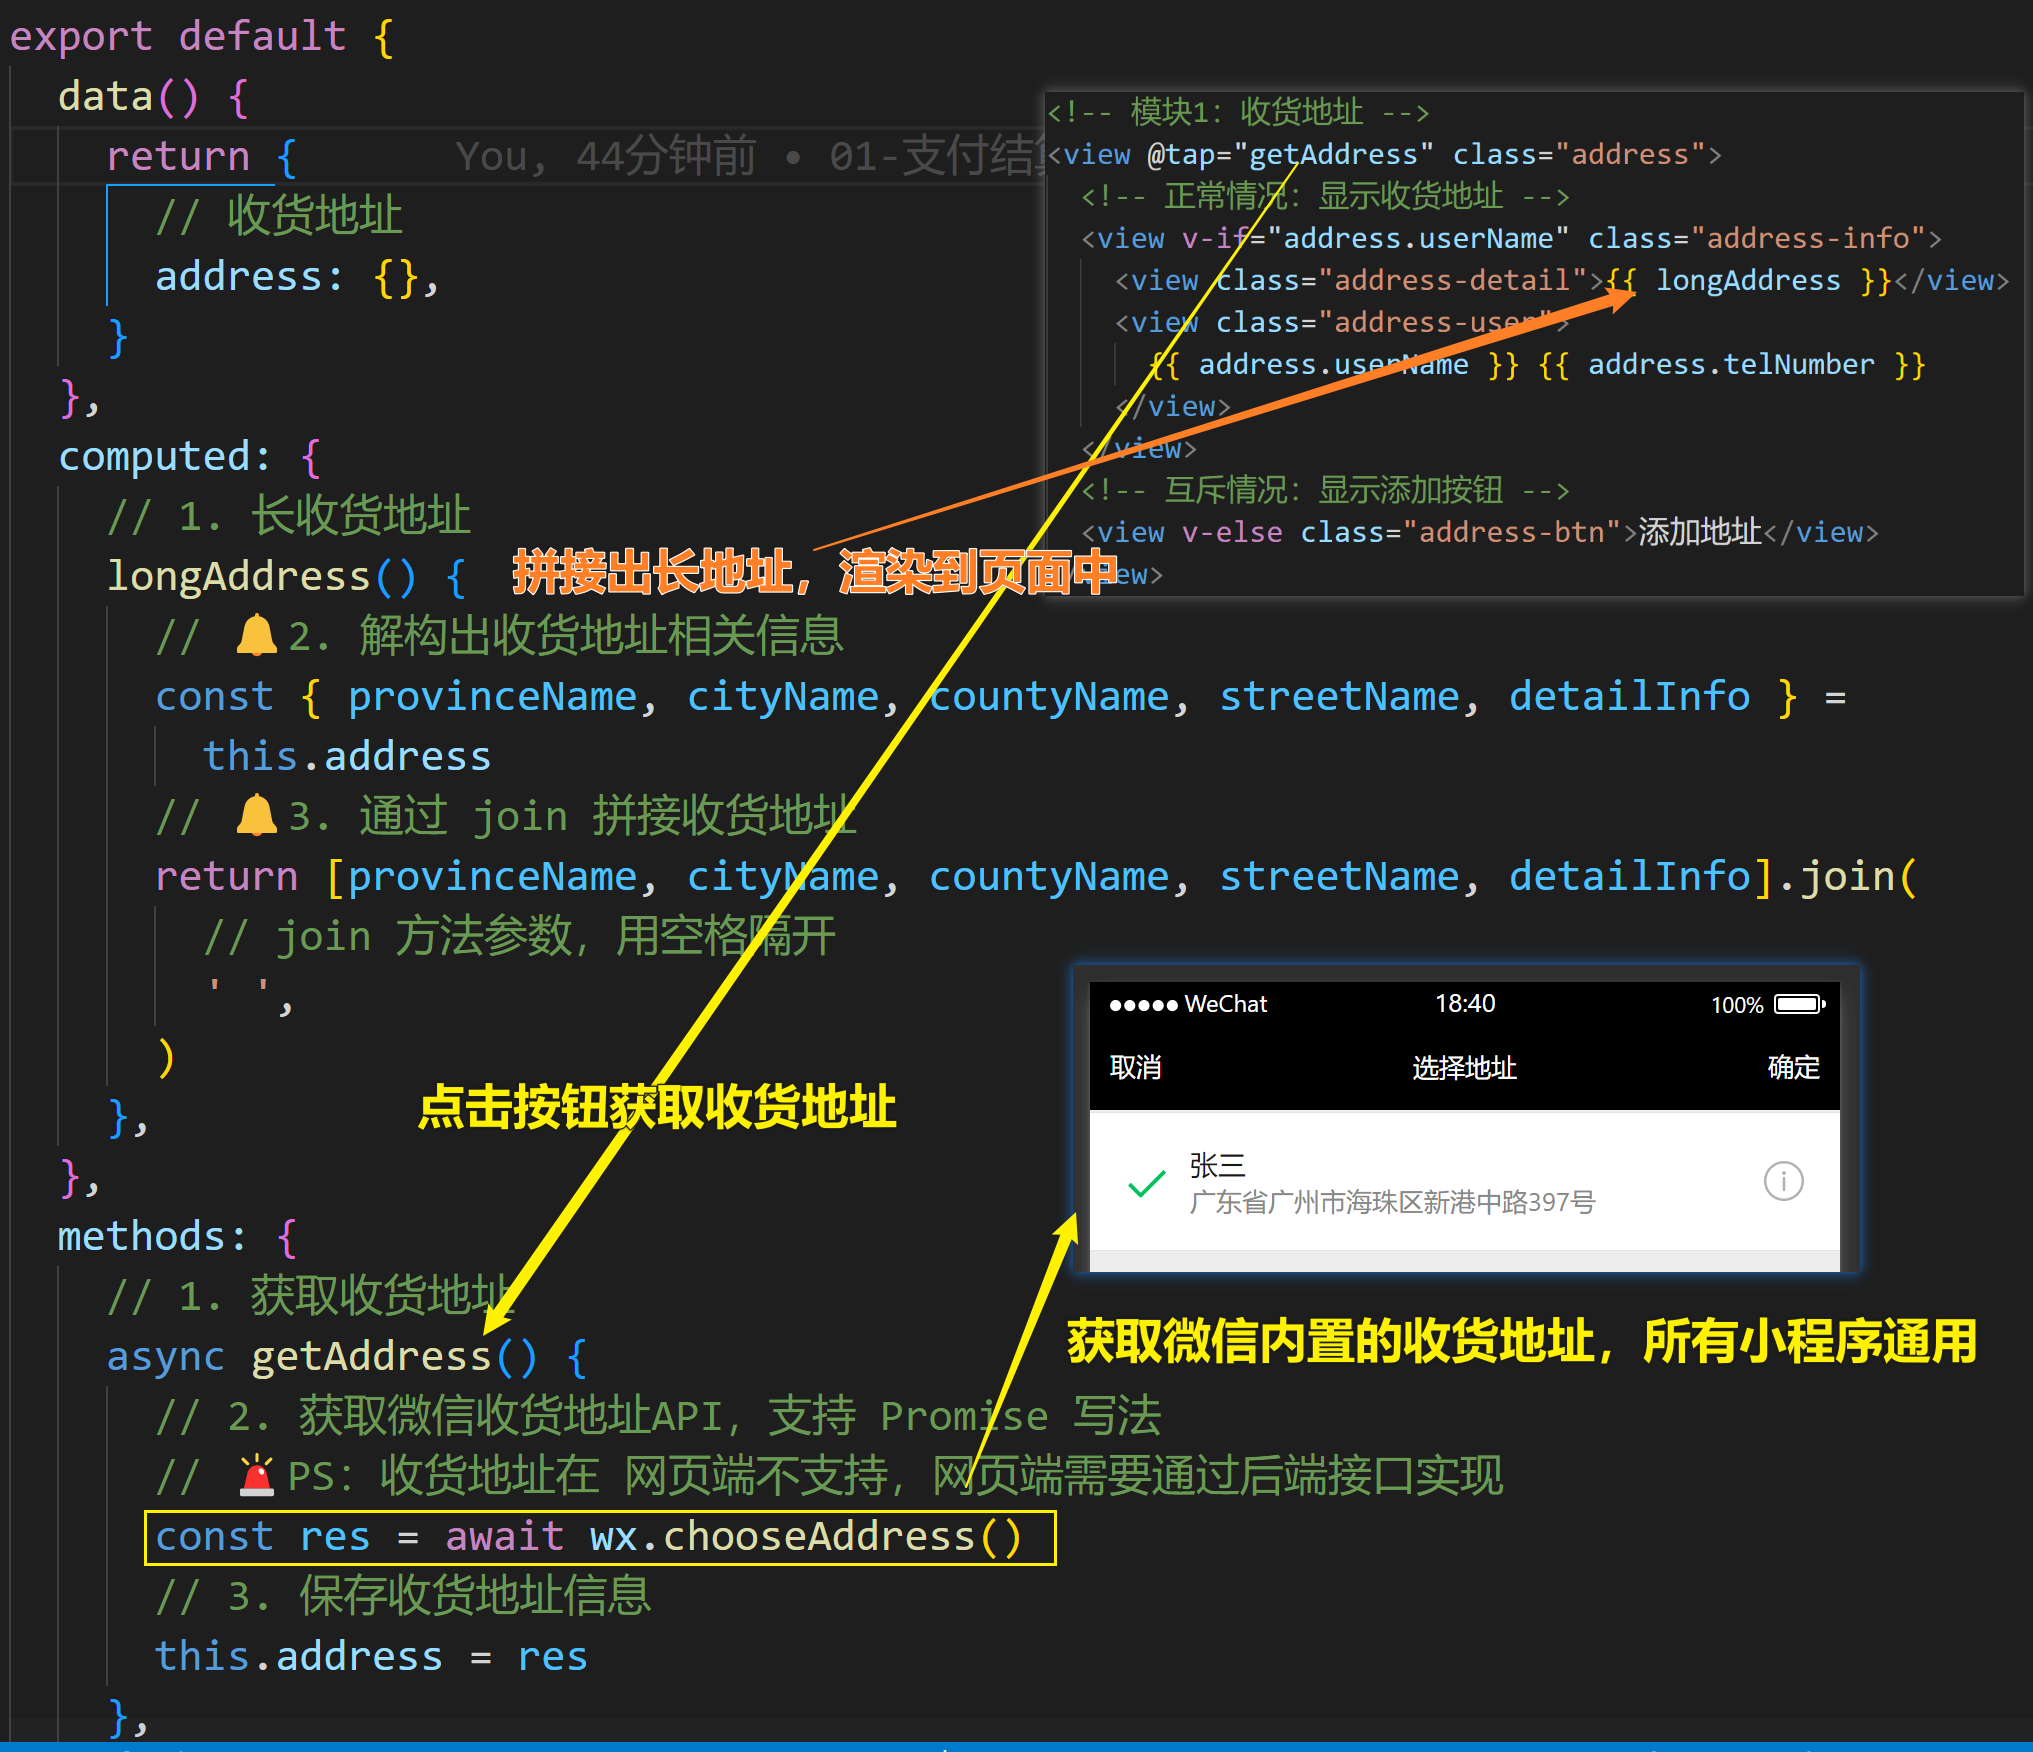 export default {
data() {
return {
You, 44分钟前 • 01-支付结
// 收货地址
address: {},
}
},
computed: {
// 1. 长收货地址
longAddress() {
// 🔔2. 解构出收货地址相关信息
const { provinceName, cityName, countyName, streetName, detailInfo } =
this.address
// 🔔3. 通过 join 拼接收货地址
return [provinceName, cityName, countyName, streetName, detailInfo].join(
// join 方法参数，用空格隔开
' ',
)
},
},
methods: {
// 1. 获取收货地址
async getAddress() {
// 2. 获取微信收货地址API，支持 Promise 写法
// 🚨PS：收货地址在 网页端不支持，网页端需要通过后端接口实现
const res = await wx.chooseAddress()
// 3. 保存收货地址信息
this.address = res
},
<!-- 模块1：收货地址 -->
<view @tap="getAddress" class="address">
<!-- 正常情况：显示收货地址 -->
<view v-if="address.userName" class="address-info">
<view class="address-detail">{{ longAddress }}</view>
<view class="address-user">
{{ address.userName }} {{ address.telNumber }}
</view>
</view>
<!-- 互斥情况：显示添加按钮 -->
<view v-else class="address-btn">添加地址</view>
ew>
拼接出长地址，渲染到页面中
点击按钮获取收货地址
WeChat 18:40 100%
取消 选择地址 确定
张三
广东省广州市海珠区新港中路397号
获取微信内置的收货地址，所有小程序通用